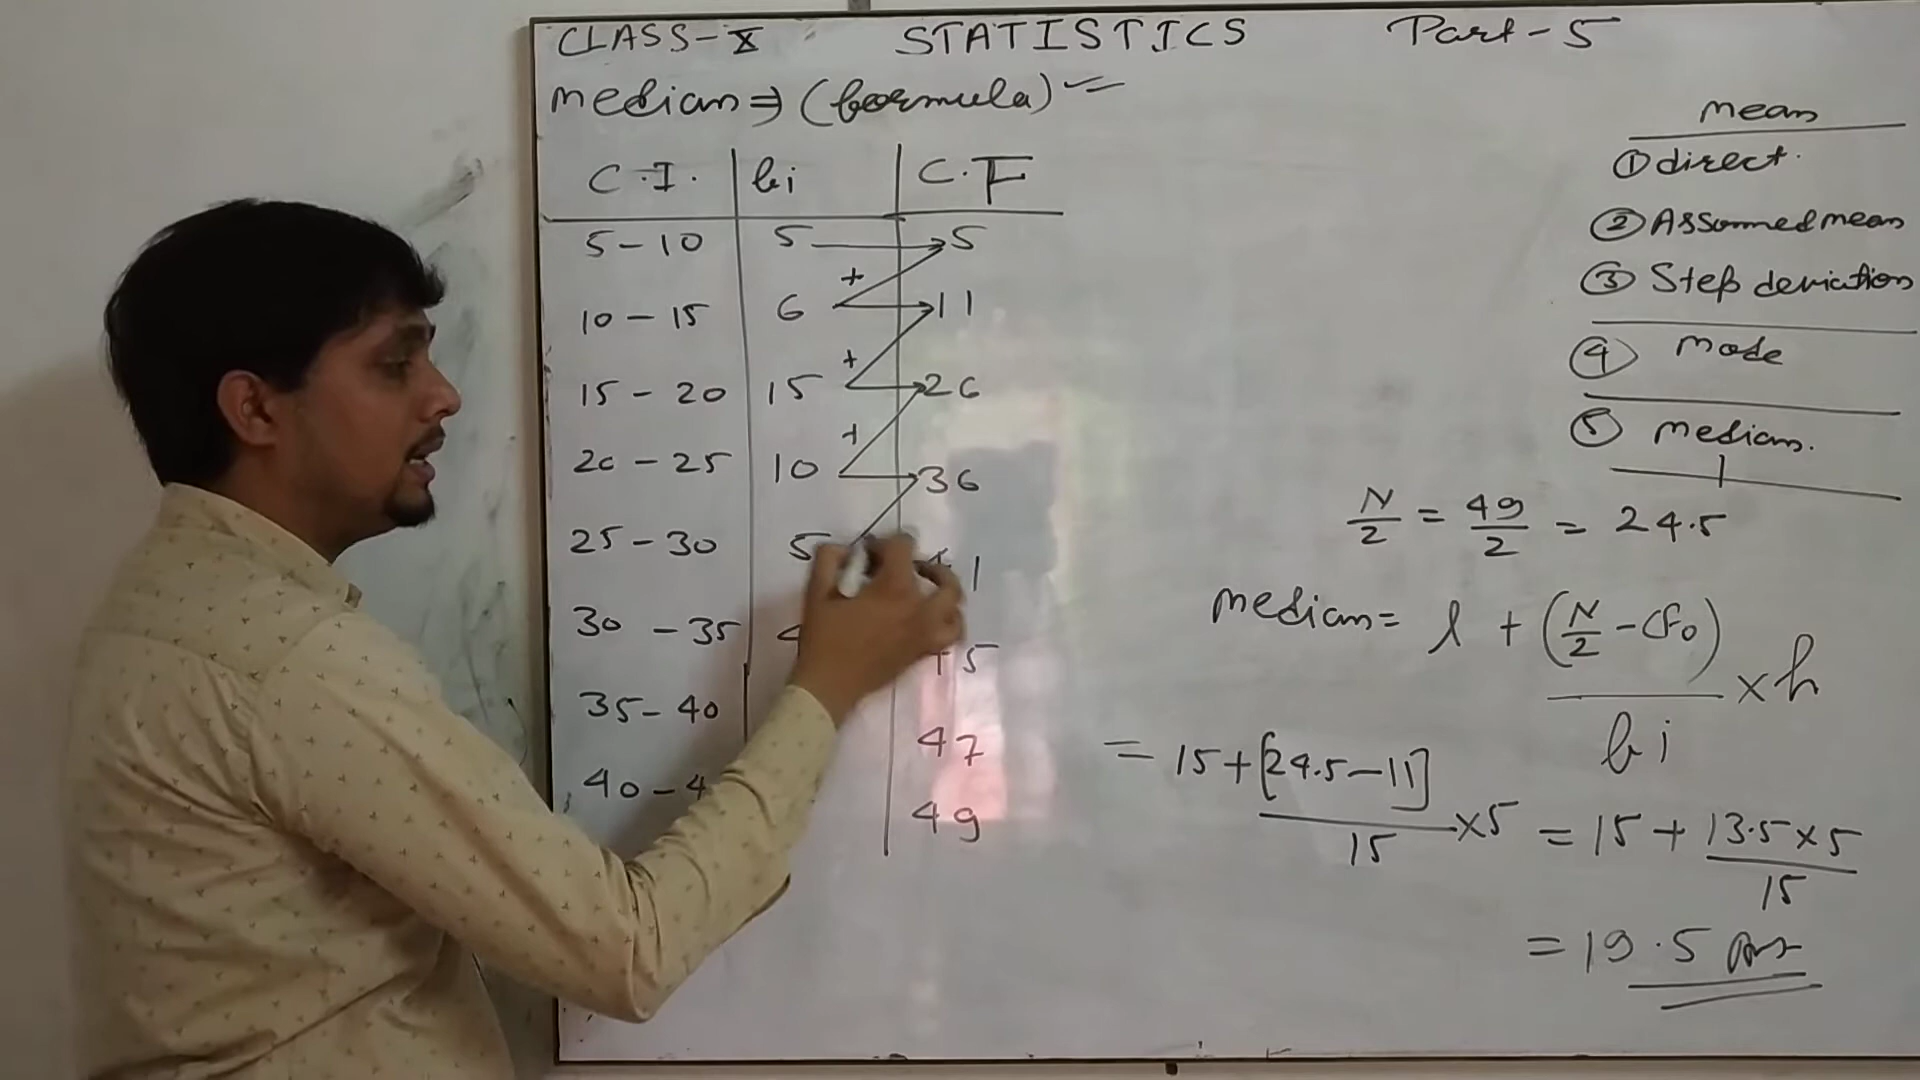 CLASS-X STATISTICS Part-5
Median ⇒ (formula)
C.I. fi C.F
5-10 5 5
10-15 6 + 11
15-20 15 + 26
20-25 10 + 36
25-30 5 41
30-35 4 45
35-40 47
40-4 49
Mean
① direct.
② Assumed mean
③ Step deviation
④ Mode
⑤ Median.
N/2 = 49/2 = 24.5
Median = l + (N/2 - CF₀)/fi × h
= 15 + [24.5-11]/15 × 5 = 15 + 13.5×5/15
= 19.5 Ans